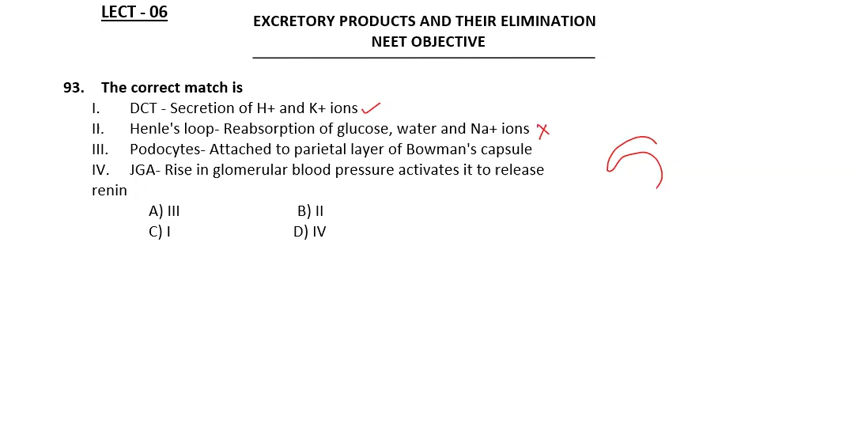 LECT - 06
EXCRETORY PRODUCTS AND THEIR ELIMINATION
NEET OBJECTIVE
93. The correct match is
I. DCT - Secretion of H+ and K+ ions
II. Henle's loop- Reabsorption of glucose, water and Na+ ions
III. Podocytes- Attached to parietal layer of Bowman's capsule
IV. JGA- Rise in glomerular blood pressure activates it to release
renin
A) III B) II
C) I D) IV